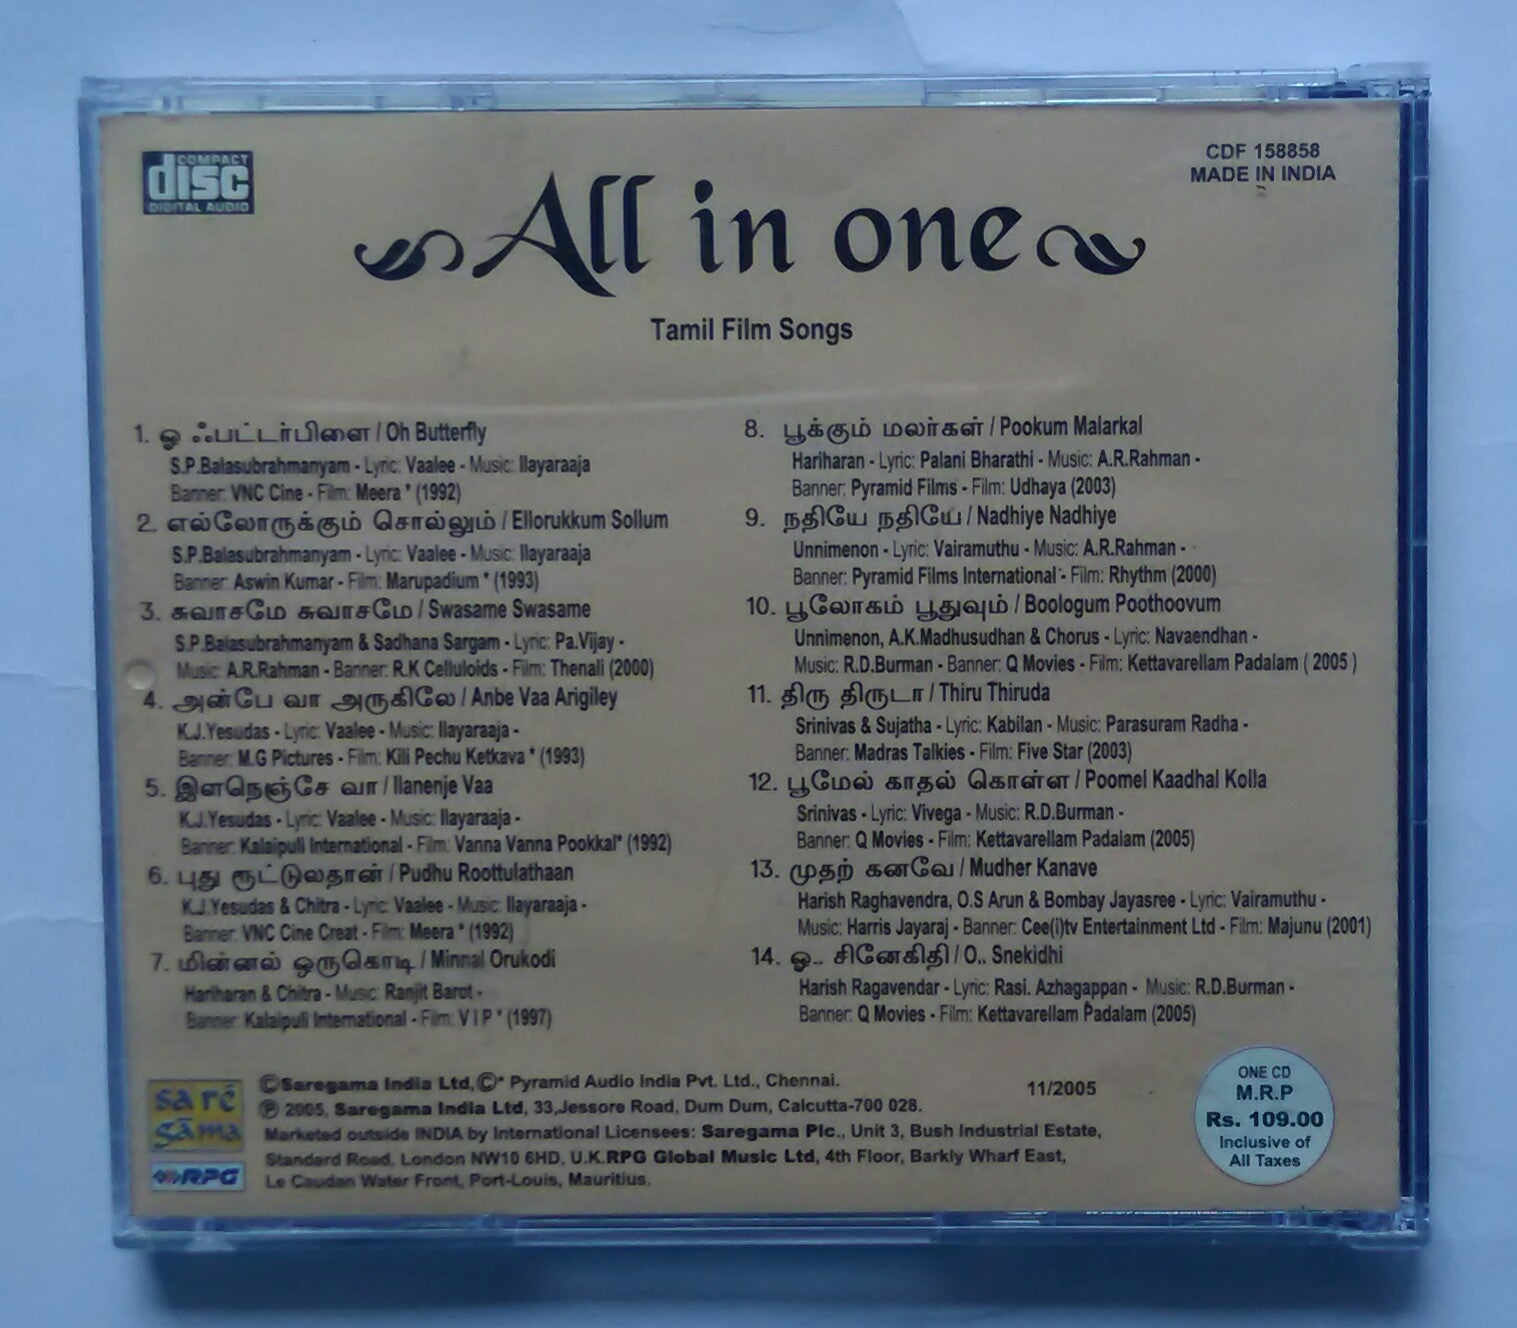 COMPACT
disc
DIGITAL AUDIO
CDF 158858
MADE IN INDIA
All in one
Tamil Film Songs
1. ஓ ஃபட்டர்பிளை / Oh Butterfly
S.P.Balasubrahmanyam - Lyric: Vaalee - Music: Ilayaraaja
Banner: VNC Cine - Film: Meera * (1992)
2. எல்லோருக்கும் சொல்லும் / Ellorukkum Sollum
S.P.Balasubrahmanyam - Lyric: Vaalee - Music: Ilayaraaja
Banner: Aswin Kumar - Film: Marupadium * (1993)
3. சுவாசமே சுவாசமே / Swasame Swasame
S.P.Balasubrahmanyam & Sadhana Sargam - Lyric: Pa.Vijay -
Music: A.R.Rahman - Banner: R.K Celluloids - Film: Thenali (2000)
4. அன்பே வா அருகிலே / Anbe Vaa Arigiley
K.J.Yesudas - Lyric: Vaalee - Music: Ilayaraaja -
Banner: M.G Pictures - Film: Kili Pechu Ketkava * (1993)
5. இளநெஞ்சே வா / Ilanenje Vaa
K.J.Yesudas - Lyric: Vaalee - Music: Ilayaraaja -
Banner: Kalaipuli International - Film: Vanna Vanna Pookkal* (1992)
6. புது ரூட்டுலதான் / Pudhu Roottulathaan
K.J.Yesudas & Chitra - Lyric: Vaalee - Music: Ilayaraaja -
Banner: VNC Cine Creat - Film: Meera * (1992)
7. மின்னல் ஒருகொடி / Minnal Orukodi
Hariharan & Chitra - Music: Ranjit Barot -
Banner: Kalaipuli International - Film: V I P * (1997)
8. பூக்கும் மலர்கள் / Pookum Malarkal
Hariharan - Lyric: Palani Bharathi - Music: A.R.Rahman -
Banner: Pyramid Films - Film: Udhaya (2003)
9. நதியே நதியே / Nadhiye Nadhiye
Unnimenon - Lyric: Vairamuthu - Music: A.R.Rahman -
Banner: Pyramid Films International - Film: Rhythm (2000)
10. பூலோகம் பூதுவும் / Boologum Poothoovum
Unnimenon, A.K.Madhusudhan & Chorus - Lyric: Navaendhan -
Music: R.D.Burman - Banner: Q Movies - Film: Kettavarellam Padalam ( 2005 )
11. திரு திருடா / Thiru Thiruda
Srinivas & Sujatha - Lyric: Kabilan - Music: Parasuram Radha -
Banner: Madras Talkies - Film: Five Star (2003)
12. பூமேல் காதல் கொள்ள / Poomel Kaadhal Kolla
Srinivas - Lyric: Vivega - Music: R.D.Burman -
Banner: Q Movies - Film: Kettavarellam Padalam (2005)
13. முதற் கனவே / Mudher Kanave
Harish Raghavendra, O.S Arun & Bombay Jayasree - Lyric: Vairamuthu -
Music: Harris Jayaraj - Banner: Cee(i)tv Entertainment Ltd - Film: Majunu (2001)
14. ஓ.. சினேகிதி / O.. Snekidhi
Harish Ragavendar - Lyric: Rasi. Azhagappan - Music: R.D.Burman -
Banner: Q Movies - Film: Kettavarellam Padalam (2005)
sa re
gama
RPG
©Saregama India Ltd,©* Pyramid Audio India Pvt. Ltd., Chennai.
℗ 2005, Saregama India Ltd, 33,Jessore Road, Dum Dum, Calcutta-700 028.
Marketed outside INDIA by International Licensees: Saregama Plc., Unit 3, Bush Industrial Estate,
Standard Road, London NW10 6HD, U.K.RPG Global Music Ltd, 4th Floor, Barkly Wharf East,
Le Caudan Water Front, Port-Louis, Mauritius.
11/2005
ONE CD
M.R.P
Rs. 109.00
Inclusive of
All Taxes